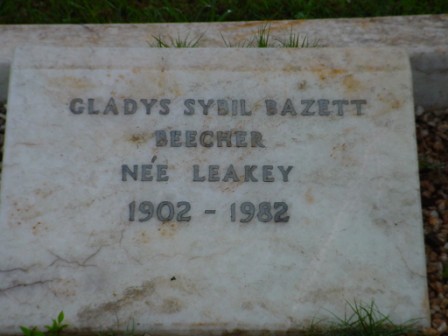 GLADYS SYBIL BAZETT
BEECHER
NÉE LEAKEY
1902 - 1982